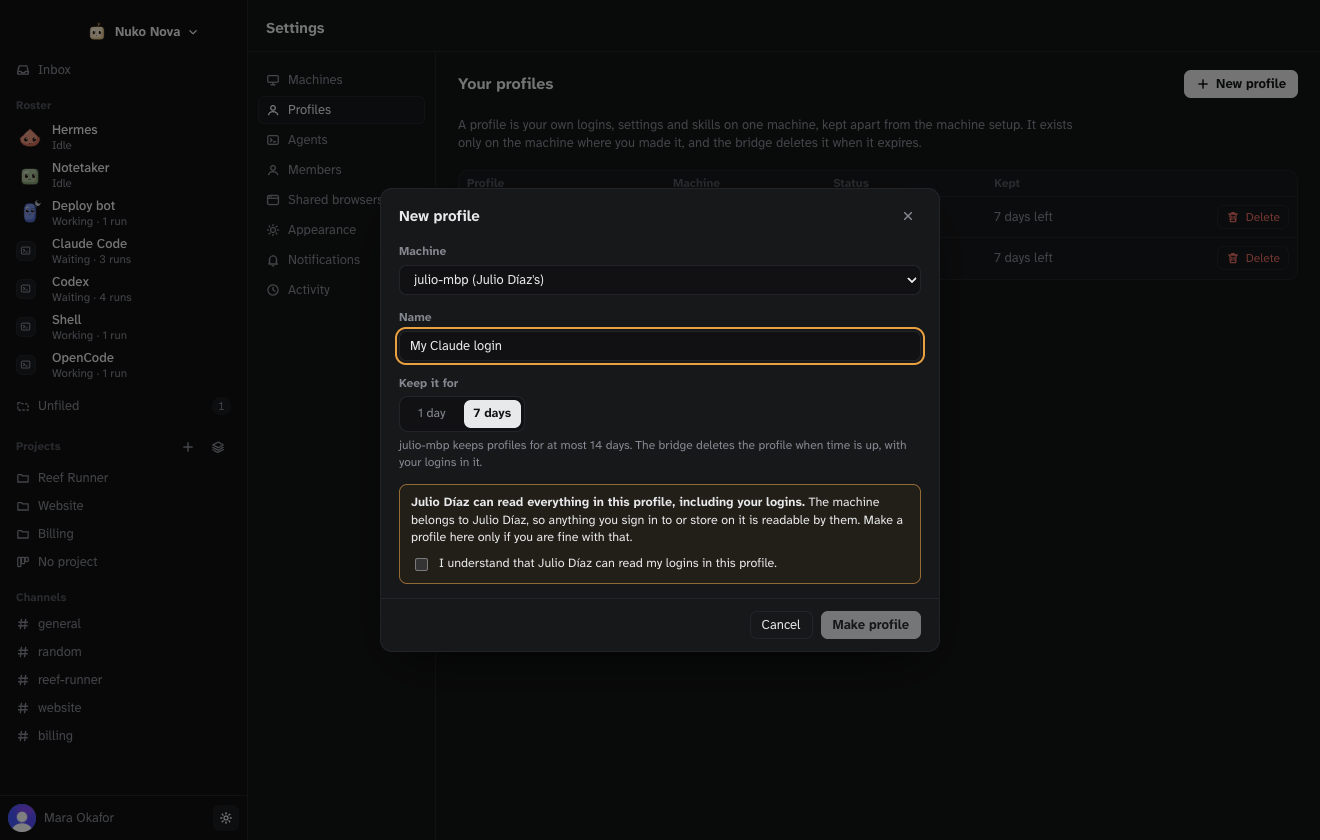 Nuko Nova
Inbox
Roster
Hermes
Idle
Notetaker
Idle
Deploy bot
Working · 1 run
Claude Code
Waiting · 3 runs
Codex
Waiting · 4 runs
Shell
Working · 1 run
OpenCode
Working · 1 run
Unfiled
1
Projects
Reef Runner
Website
Billing
No project
Channels
general
random
reef-runner
website
billing
Mara Okafor
Settings
Machines
Profiles
Agents
Members
Shared browsers
Appearance
Notifications
Activity
Your profiles
New profile
A profile is your own logins, settings and skills on one machine, kept apart from the machine setup. It exists
only on the machine where you made it, and the bridge deletes it when it expires.
Profile Machine Status Kept
7 days left Delete
7 days left Delete
New profile
Machine
julio-mbp (Julio Díaz's)
Name
My Claude login
Keep it for
1 day 7 days
julio-mbp keeps profiles for at most 14 days. The bridge deletes the profile when time is up, with
your logins in it.
Julio Díaz can read everything in this profile, including your logins. The machine
belongs to Julio Díaz, so anything you sign in to or store on it is readable by them. Make a
profile here only if you are fine with that.
I understand that Julio Díaz can read my logins in this profile.
Cancel Make profile